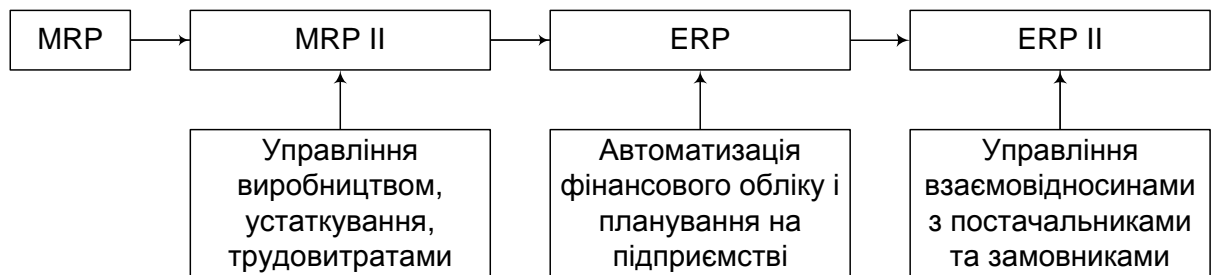 MRP
MRP II
ERP
ERP II
Управління
виробництвом,
устаткування,
трудовитратами
Автоматизація
фінансового обліку і
планування на
підприємстві
Управління
взаємовідносинами
з постачальниками
та замовниками